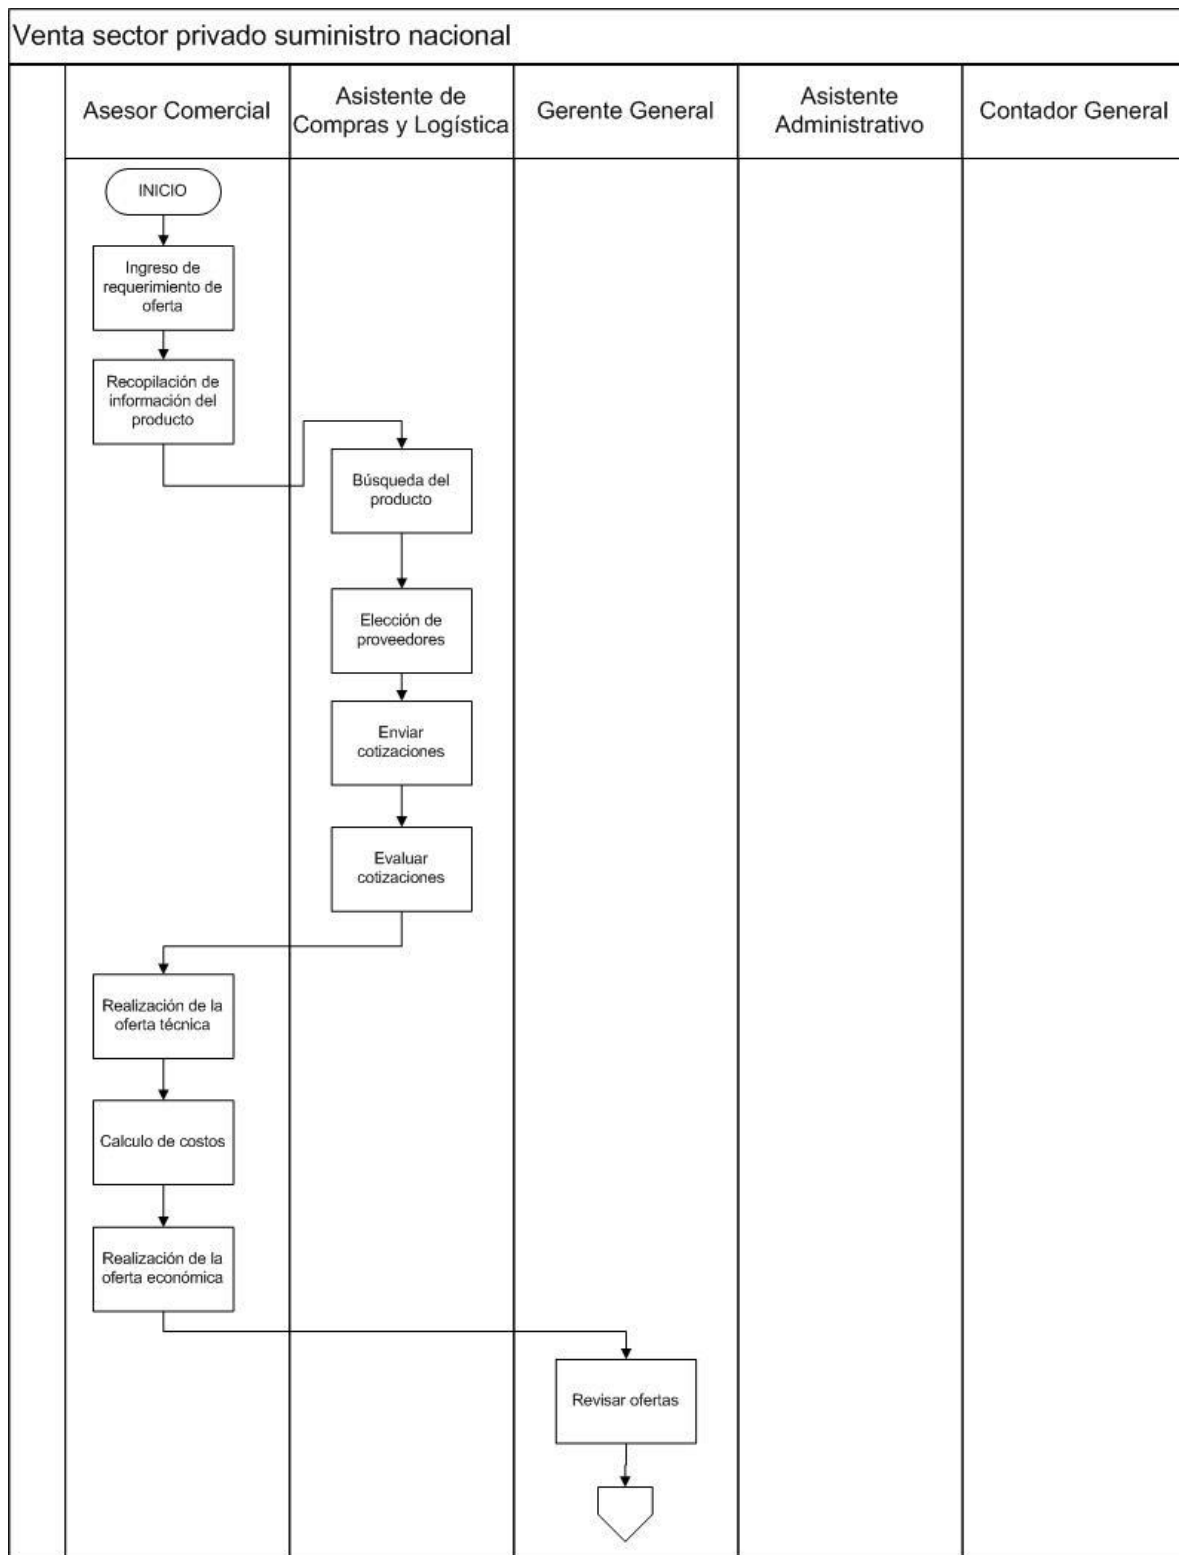 Venta sector privado suministro nacional
Asesor Comercial
Asistente de
Compras y Logística
Gerente General
Asistente
Administrativo
Contador General
INICIO
Ingreso de
requerimiento de
oferta
Recopilación de
información del
producto
Búsqueda del
producto
Elección de
proveedores
Enviar
cotizaciones
Evaluar
cotizaciones
Realización de la
oferta técnica
Calculo de costos
Realización de la
oferta económica
Revisar ofertas